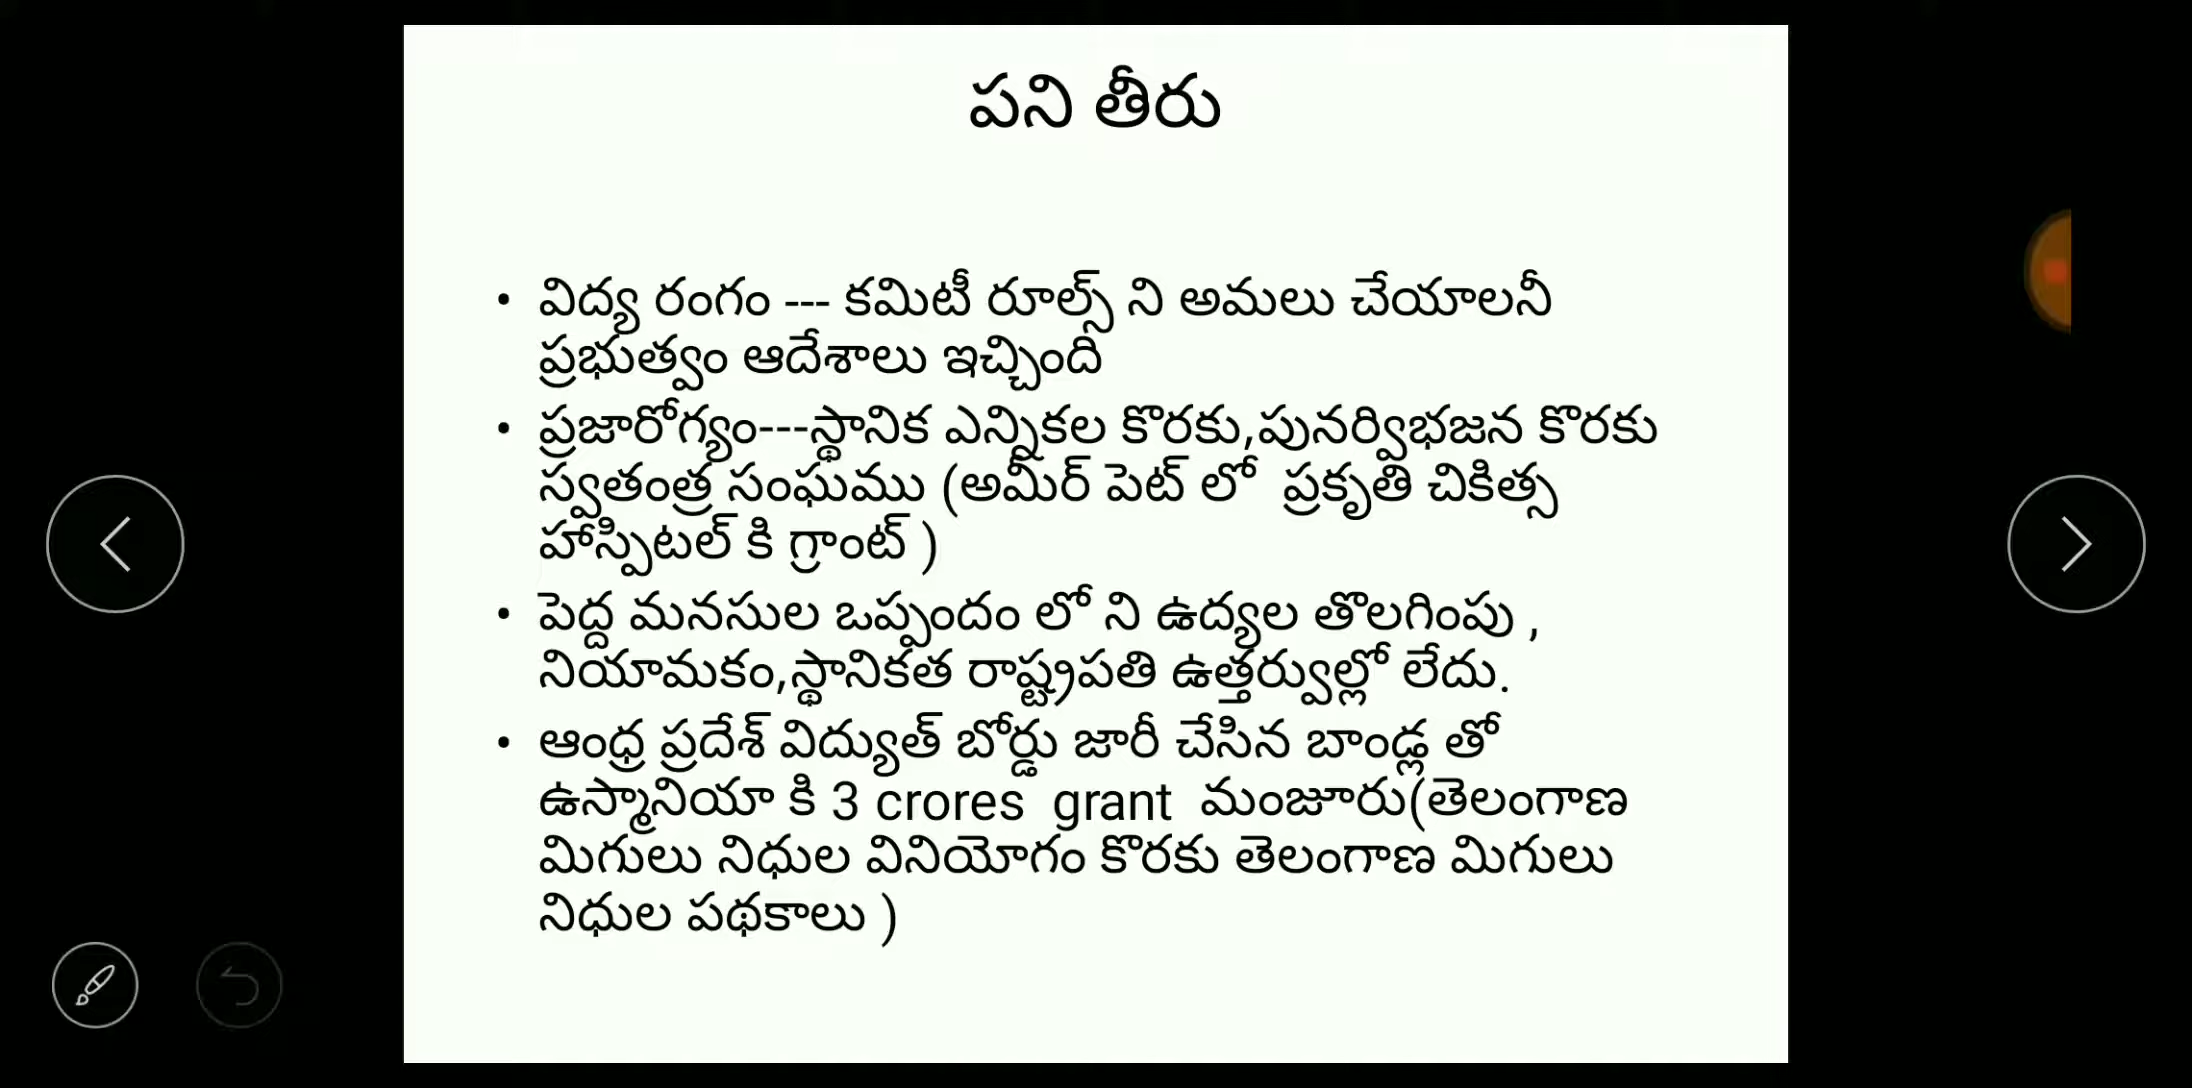 పని తీరు
• విద్య రంగం --- కమిటీ రూల్స్ ని అమలు చేయాలనీ
ప్రభుత్వం ఆదేశాలు ఇచ్చింది
• ప్రజారోగ్యం---స్థానిక ఎన్నికల కొరకు,పునర్విభజన కొరకు
స్వతంత్ర సంఘము (అమీర్ పెట్ లో ప్రకృతి చికిత్స
హాస్పిటల్ కి గ్రాంట్ )
• పెద్ద మనసుల ఒప్పందం లో ని ఉద్యల తొలగింపు ,
నియామకం,స్థానికత రాష్ట్రపతి ఉత్తర్వుల్లో లేదు.
• ఆంధ్ర ప్రదేశ్ విద్యుత్ బోర్డు జారీ చేసిన బాండ్ల తో
ఉస్మానియా కి 3 crores grant మంజూరు(తెలంగాణ
మిగులు నిధుల వినియోగం కొరకు తెలంగాణ మిగులు
నిధుల పథకాలు )